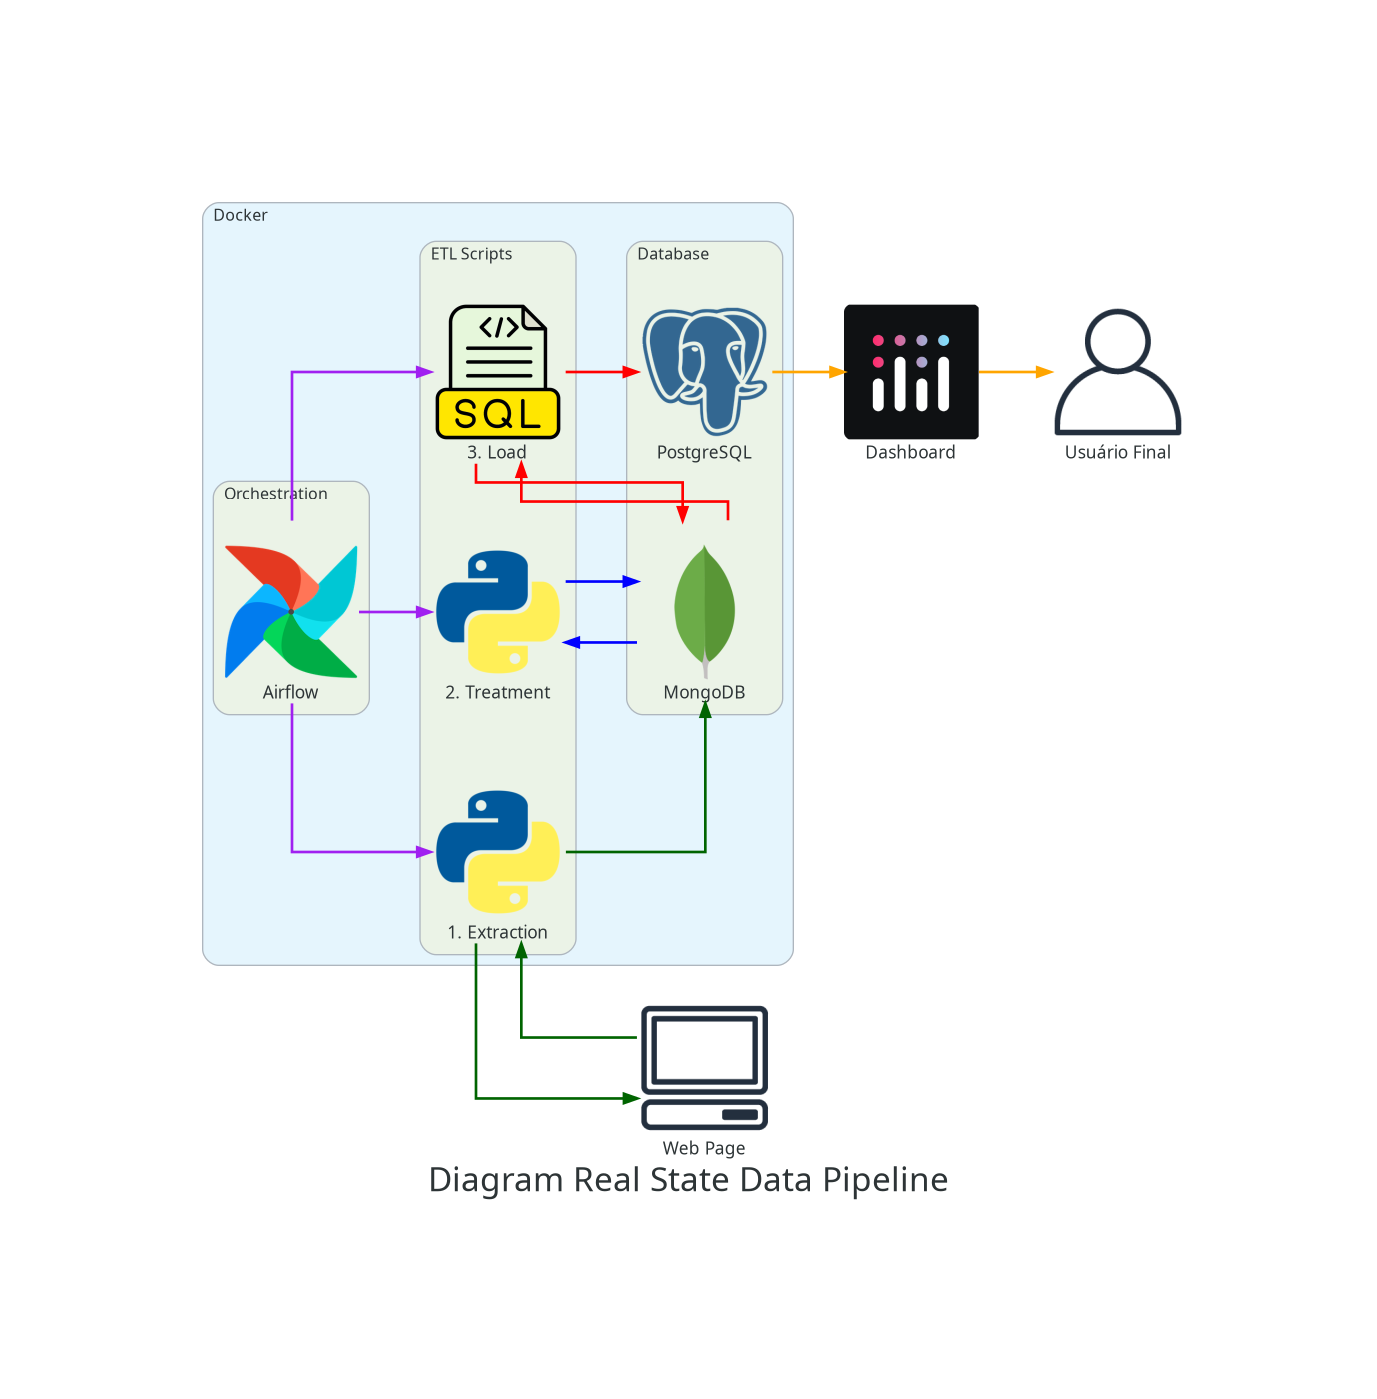 Docker
ETL Scripts
Database
</>
SQL
3. Load
PostgreSQL
Dashboard
Usuário Final
Orchestration
Airflow
2. Treatment
MongoDB
1. Extraction
Web Page
Diagram Real State Data Pipeline